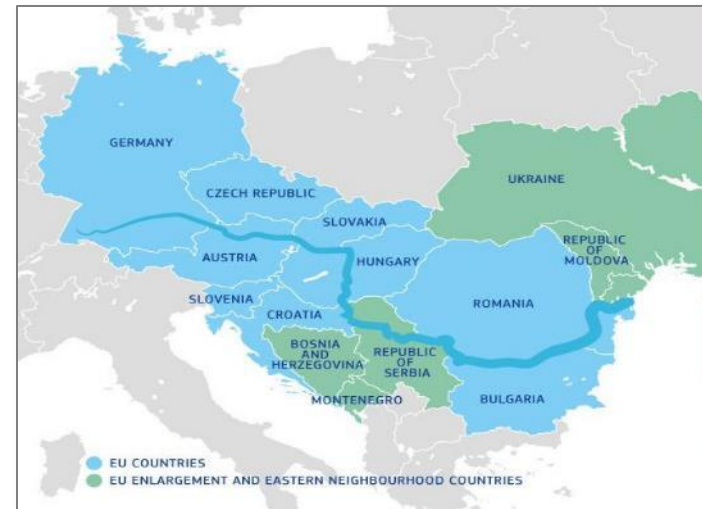 GERMANY
CZECH REPUBLIC
UKRAINE
SLOVAKIA
AUSTRIA
HUNGARY
REPUBLIC
OF
MOLDOVA
SLOVENIA
CROATIA
ROMANIA
BOSNIA
AND
HERZEGOVINA
REPUBLIC
OF
SERBIA
MONTENEGRO
BULGARIA
EU COUNTRIES
EU ENLARGEMENT AND EASTERN NEIGHBOURHOOD COUNTRIES